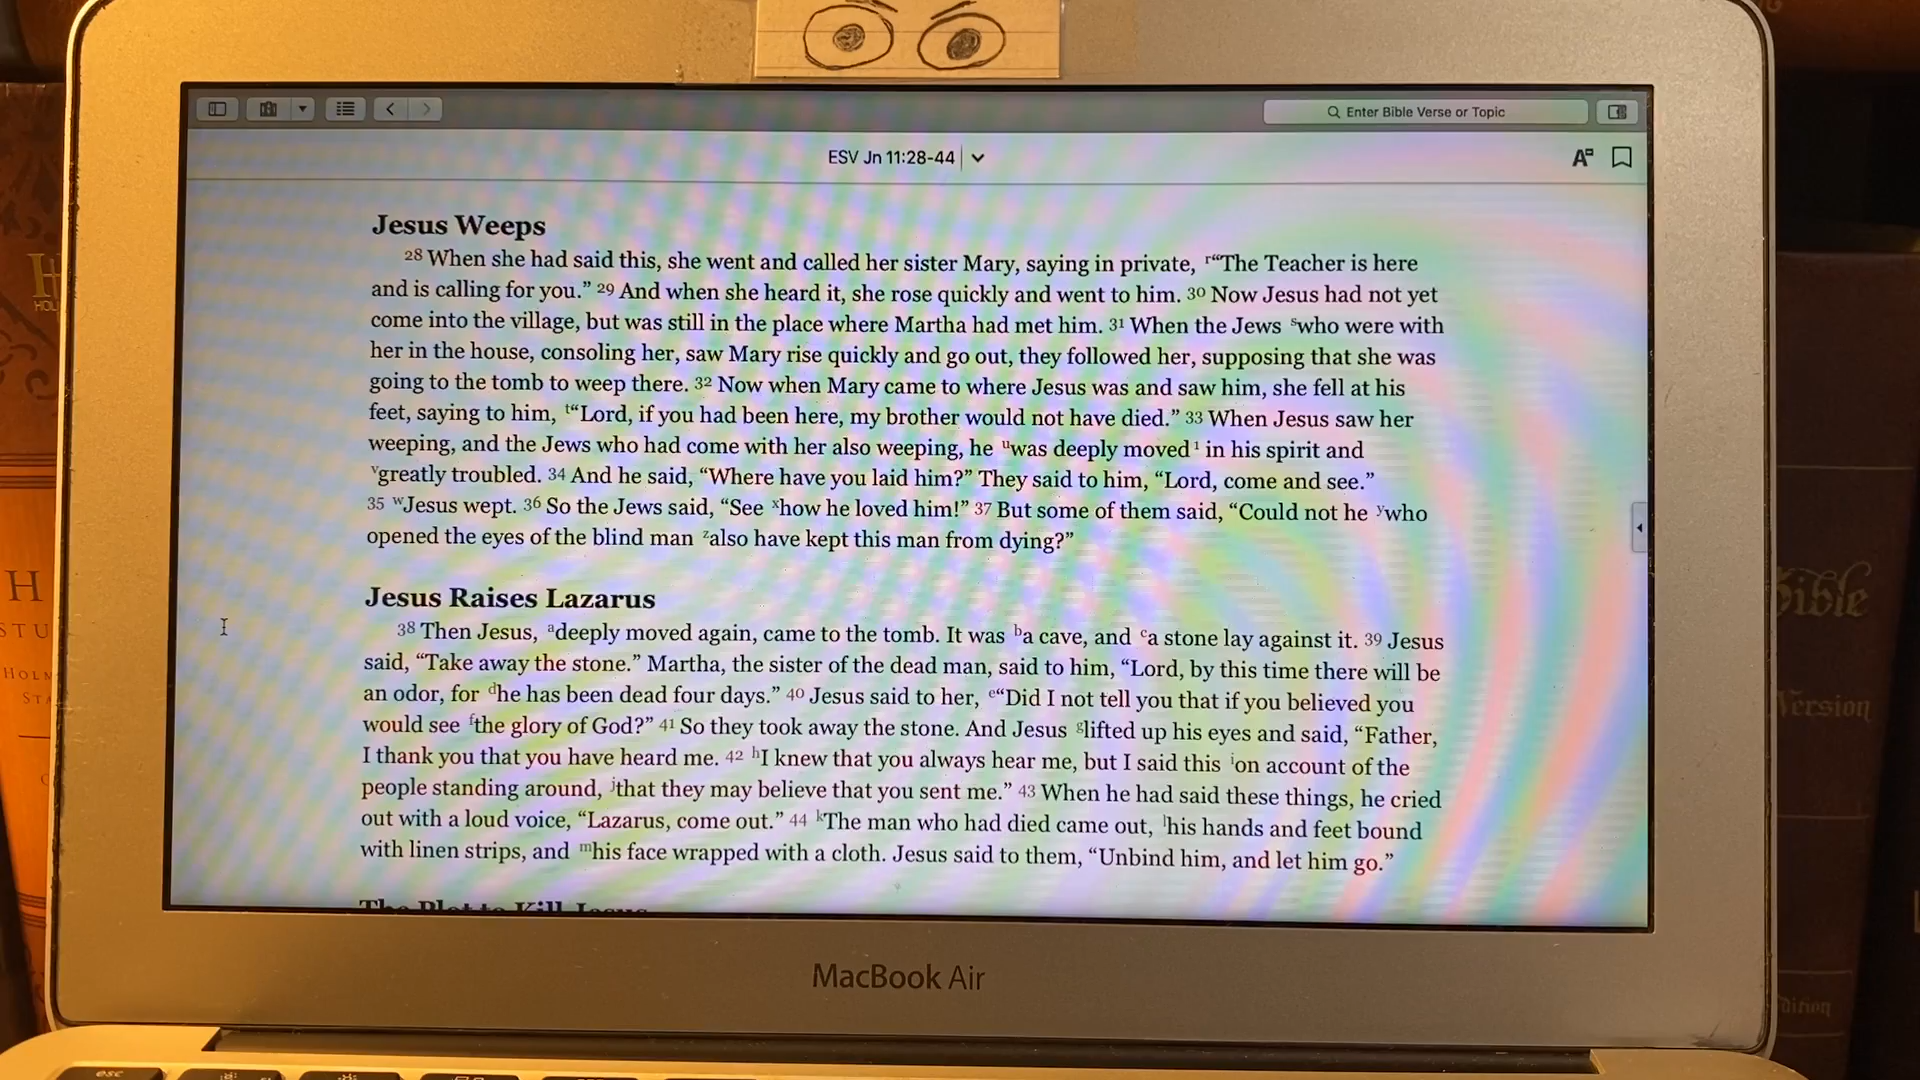 Enter Bible Verse or Topic
ESV Jn 11:28-44
Jesus Weeps
28 When she had said this, she went and called her sister Mary, saying in private, r“The Teacher is here
and is calling for you.” 29 And when she heard it, she rose quickly and went to him. 30 Now Jesus had not yet
come into the village, but was still in the place where Martha had met him. 31 When the Jews swho were with
her in the house, consoling her, saw Mary rise quickly and go out, they followed her, supposing that she was
going to the tomb to weep there. 32 Now when Mary came to where Jesus was and saw him, she fell at his
feet, saying to him, t“Lord, if you had been here, my brother would not have died.” 33 When Jesus saw her
weeping, and the Jews who had come with her also weeping, he uwas deeply moved1 in his spirit and
vgreatly troubled. 34 And he said, “Where have you laid him?” They said to him, “Lord, come and see.”
35 wJesus wept. 36 So the Jews said, “See xhow he loved him!” 37 But some of them said, “Could not he ywho
opened the eyes of the blind man zalso have kept this man from dying?”
Jesus Raises Lazarus
38 Then Jesus, adeeply moved again, came to the tomb. It was ba cave, and ca stone lay against it. 39 Jesus
said, “Take away the stone.” Martha, the sister of the dead man, said to him, “Lord, by this time there will be
an odor, for dhe has been dead four days.” 40 Jesus said to her, e“Did I not tell you that if you believed you
would see fthe glory of God?” 41 So they took away the stone. And Jesus glifted up his eyes and said, “Father,
I thank you that you have heard me. 42 hI knew that you always hear me, but I said this ion account of the
people standing around, jthat they may believe that you sent me.” 43 When he had said these things, he cried
out with a loud voice, “Lazarus, come out.” 44 kThe man who had died came out, lhis hands and feet bound
with linen strips, and mhis face wrapped with a cloth. Jesus said to them, “Unbind him, and let him go.”
The Plot to Kill Jesus
MacBook Air
esc
H
STU
HOLM
STA
Bible
Version